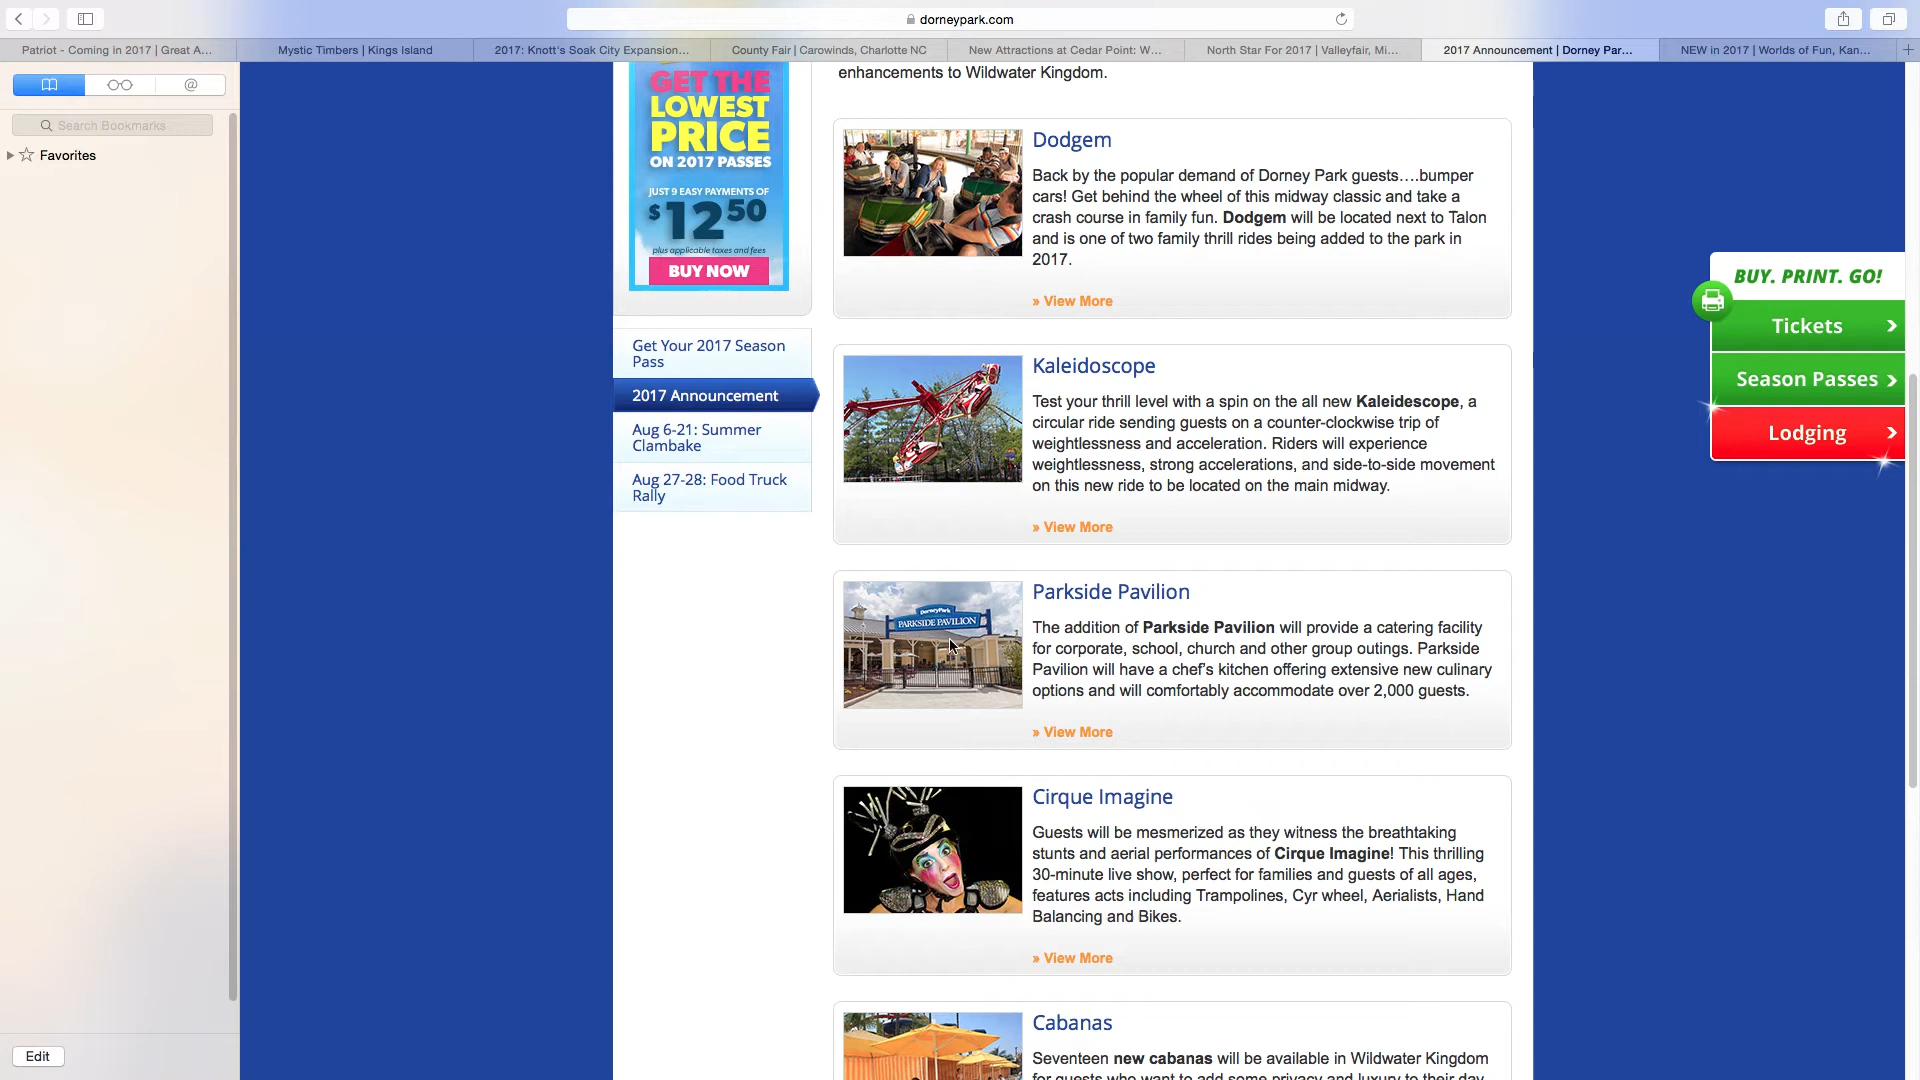 dorneypark.com
Patriot - Coming in 2017 | Great A...
Mystic Timbers | Kings Island
2017: Knott's Soak City Expansion...
County Fair | Carowinds, Charlotte NC
New Attractions at Cedar Point: W...
North Star For 2017 | Valleyfair, Mi...
2017 Announcement | Dorney Par...
NEW in 2017 | Worlds of Fun, Kan...
@
Search Bookmarks
Favorites
Edit
GET THE
LOWEST
PRICE
ON 2017 PASSES
JUST 9 EASY PAYMENTS OF
$12 50
plus applicable taxes and fees
BUY NOW
Get Your 2017 Season
Pass
2017 Announcement
Aug 6-21: Summer
Clambake
Aug 27-28: Food Truck
Rally
enhancements to Wildwater Kingdom.
Dodgem
Back by the popular demand of Dorney Park guests….bumper
cars! Get behind the wheel of this midway classic and take a
crash course in family fun. Dodgem will be located next to Talon
and is one of two family thrill rides being added to the park in
2017.
» View More
Kaleidoscope
Test your thrill level with a spin on the all new Kaleidescope, a
circular ride sending guests on a counter-clockwise trip of
weightlessness and acceleration. Riders will experience
weightlessness, strong accelerations, and side-to-side movement
on this new ride to be located on the main midway.
» View More
DorneyPark
PARKSIDE PAVILION
Parkside Pavilion
The addition of Parkside Pavilion will provide a catering facility
for corporate, school, church and other group outings. Parkside
Pavilion will have a chef's kitchen offering extensive new culinary
options and will comfortably accommodate over 2,000 guests.
» View More
Cirque Imagine
Guests will be mesmerized as they witness the breathtaking
stunts and aerial performances of Cirque Imagine! This thrilling
30-minute live show, perfect for families and guests of all ages,
features acts including Trampolines, Cyr wheel, Aerialists, Hand
Balancing and Bikes.
» View More
Cabanas
Seventeen new cabanas will be available in Wildwater Kingdom
for guests who want to add some privacy and luxury to their day
BUY. PRINT. GO!
Tickets
Season Passes
Lodging